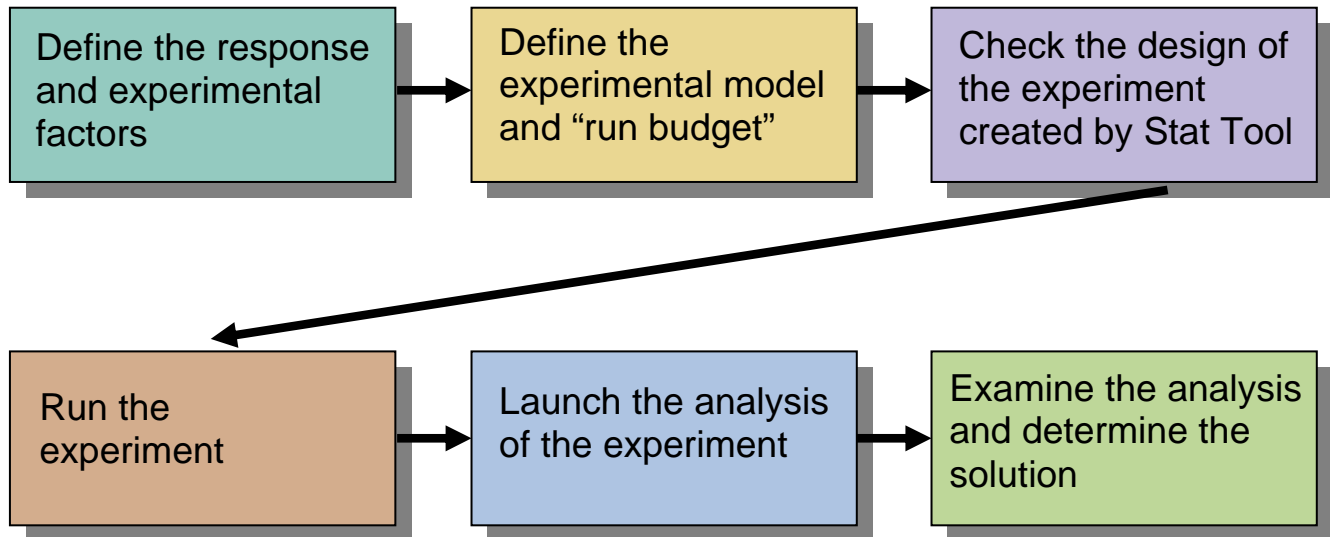 Define the response
and experimental
factors
Define the
experimental model
and “run budget”
Check the design of
the experiment
created by Stat Tool
Run the
experiment
Launch the analysis
of the experiment
Examine the analysis
and determine the
solution